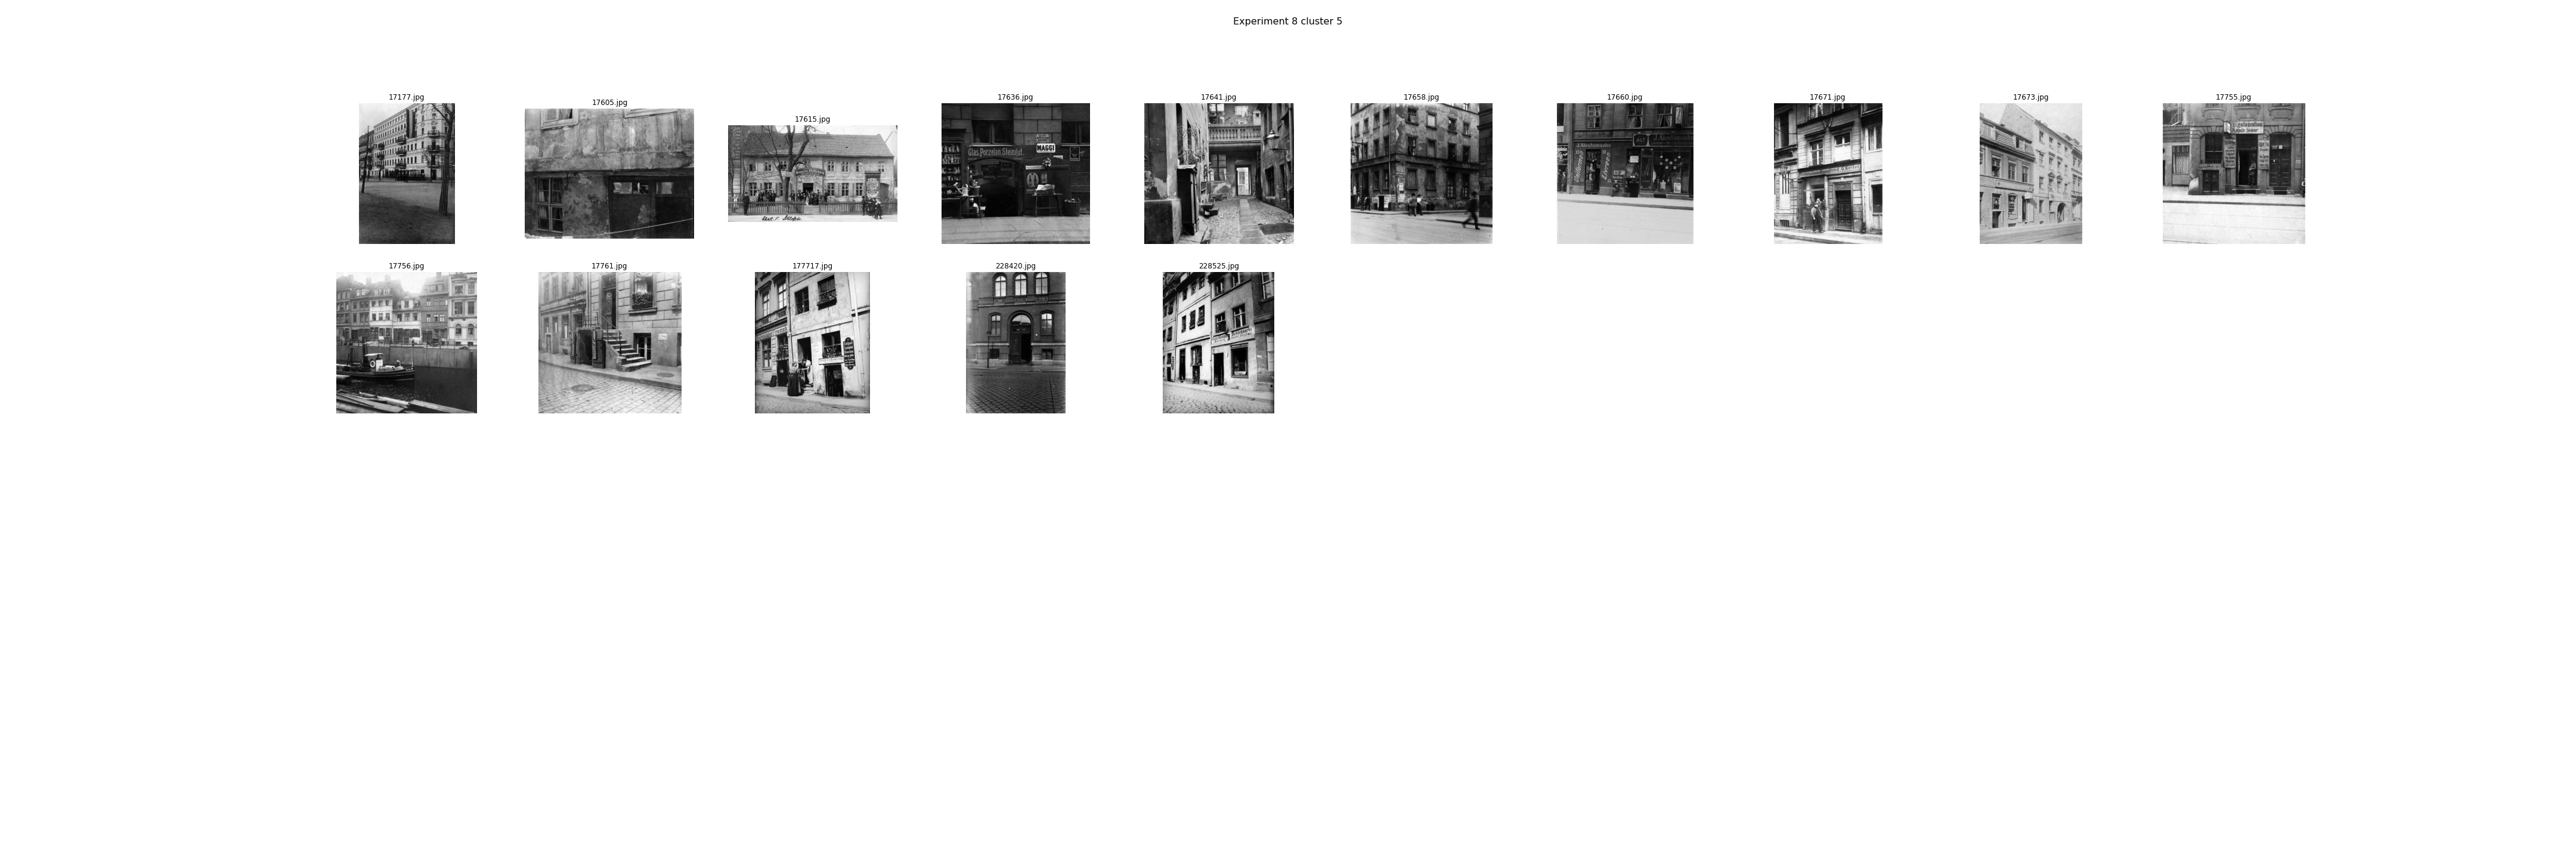 Experiment 8 cluster 5
17177.jpg
17605.jpg
17615.jpg
17636.jpg
17641.jpg
17658.jpg
17660.jpg
17671.jpg
17673.jpg
17755.jpg
Glas Porzellan Steingut
MAGGI
17756.jpg
17761.jpg
177717.jpg
228420.jpg
228525.jpg